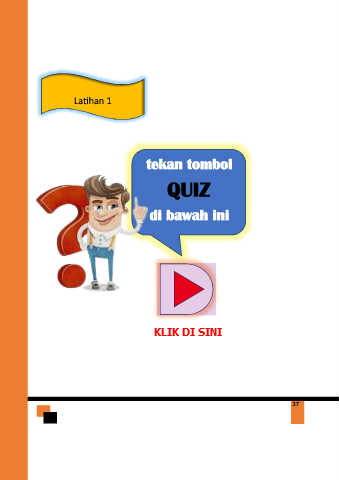 Latihan 1
tekan tombol
QUIZ
di bawah ini
KLIK DI SINI
37